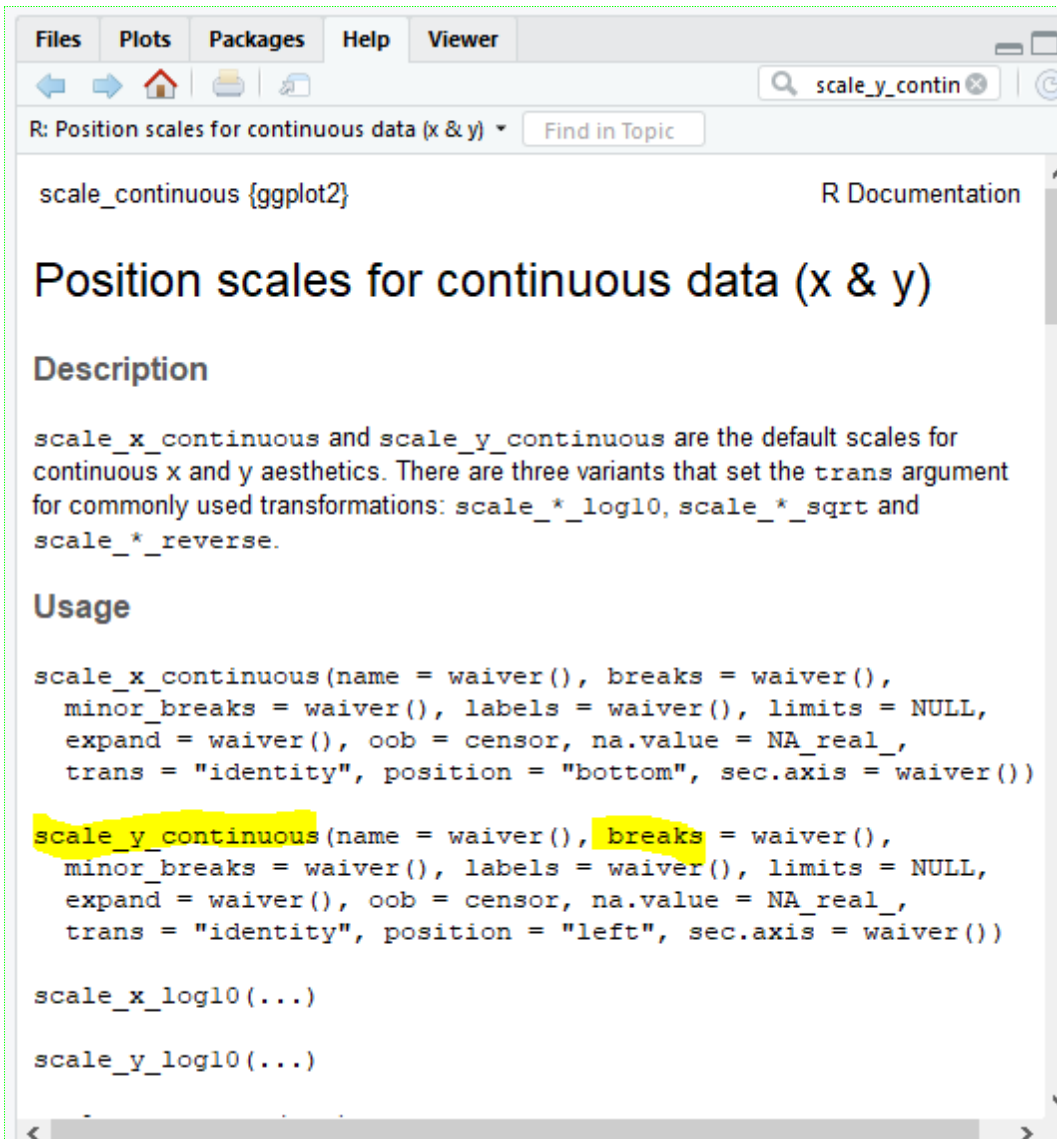 Files Plots Packages Help Viewer
scale_y_contin
R: Position scales for continuous data (x & y) Find in Topic
scale_continuous {ggplot2} R Documentation
Position scales for continuous data (x & y)
Description
scale_x_continuous and scale_y_continuous are the default scales for
continuous x and y aesthetics. There are three variants that set the trans argument
for commonly used transformations: scale_*_log10, scale_*_sqrt and
scale_*_reverse.
Usage
scale_x_continuous(name = waiver(), breaks = waiver(),
minor_breaks = waiver(), labels = waiver(), limits = NULL,
expand = waiver(), oob = censor, na.value = NA_real_,
trans = "identity", position = "bottom", sec.axis = waiver())
scale_y_continuous(name = waiver(), breaks = waiver(),
minor_breaks = waiver(), labels = waiver(), limits = NULL,
expand = waiver(), oob = censor, na.value = NA_real_,
trans = "identity", position = "left", sec.axis = waiver())
scale_x_log10(...)
scale_y_log10(...)